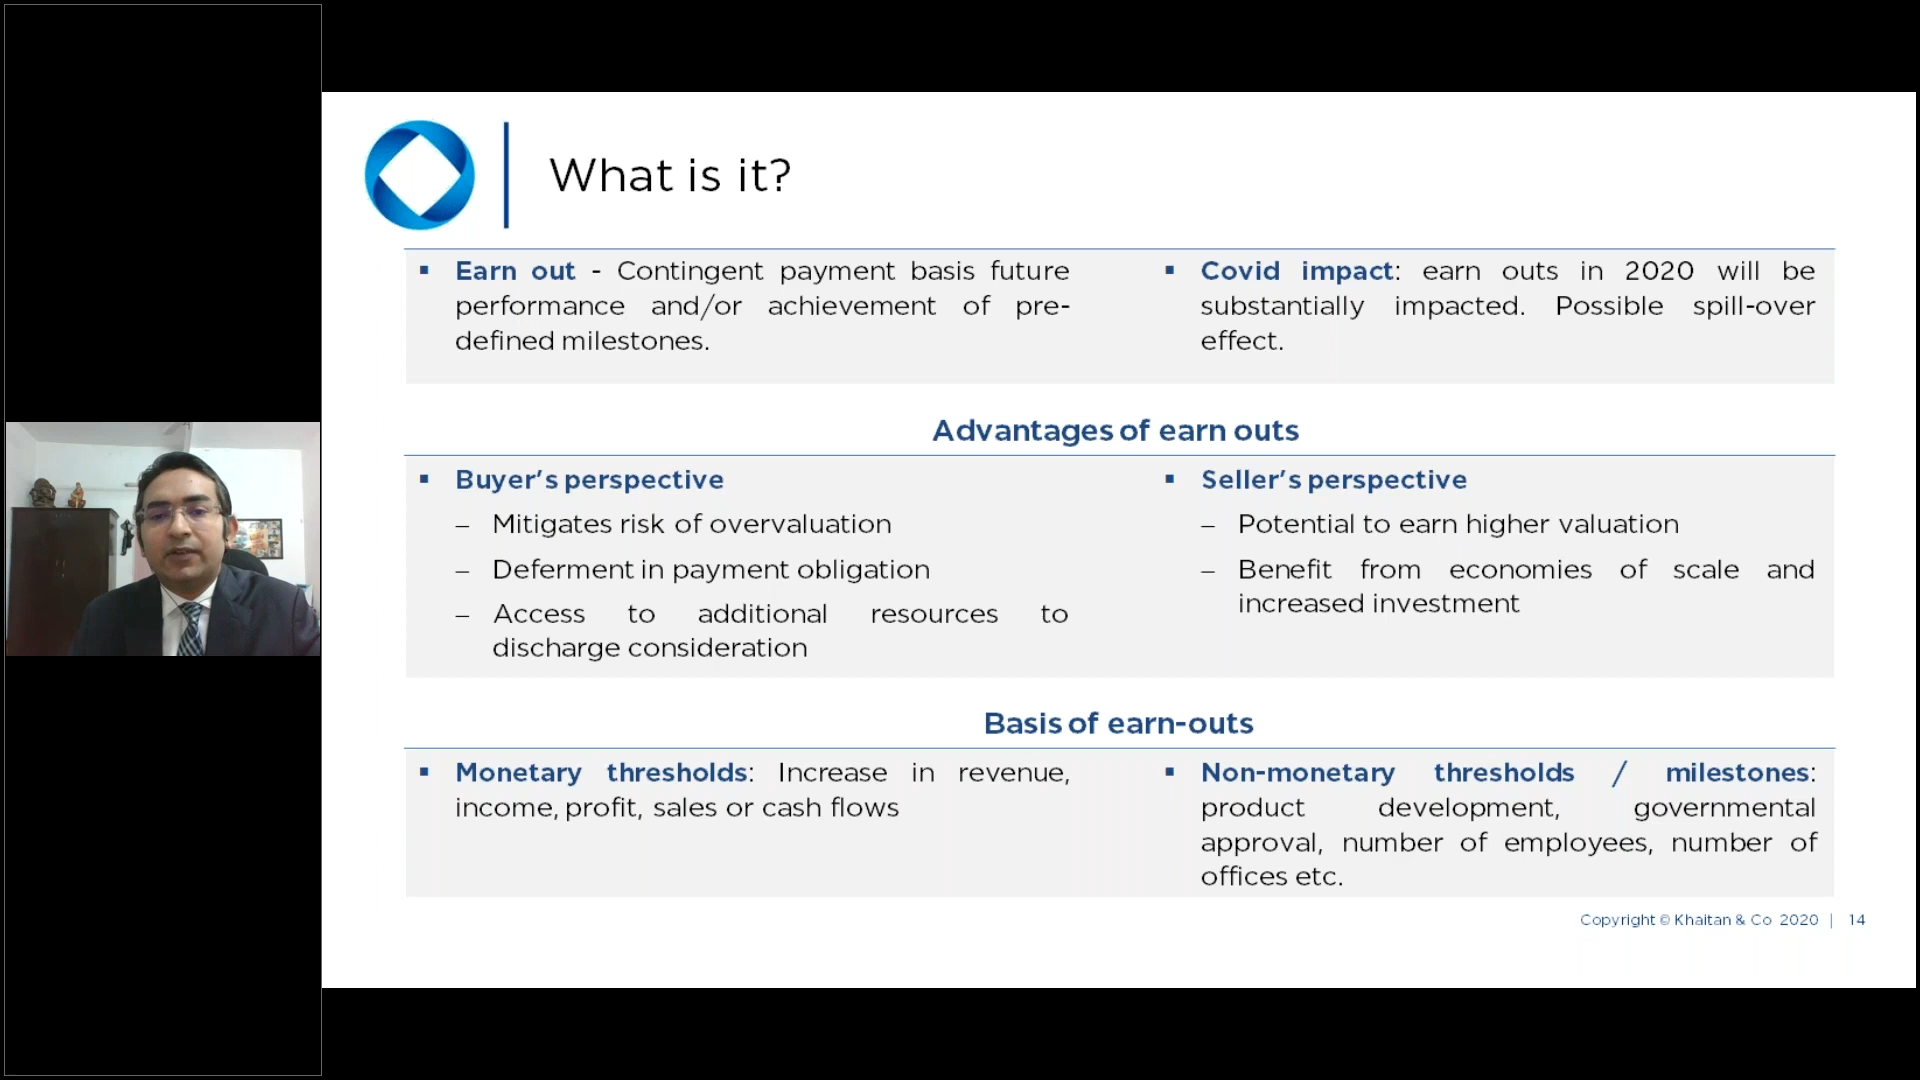 What is it?
▪ Earn out - Contingent payment basis future
performance and/or achievement of pre-
defined milestones.
▪ Covid impact: earn outs in 2020 will be
substantially impacted. Possible spill-over
effect.
Advantages of earn outs
▪ Buyer’s perspective
– Mitigates risk of overvaluation
– Deferment in payment obligation
– Access to additional resources to
discharge consideration
▪ Seller’s perspective
– Potential to earn higher valuation
– Benefit from economies of scale and
increased investment
Basis of earn-outs
▪ Monetary thresholds: Increase in revenue,
income, profit, sales or cash flows
▪ Non-monetary thresholds / milestones:
product development, governmental
approval, number of employees, number of
offices etc.
Copyright © Khaitan & Co 2020 | 14